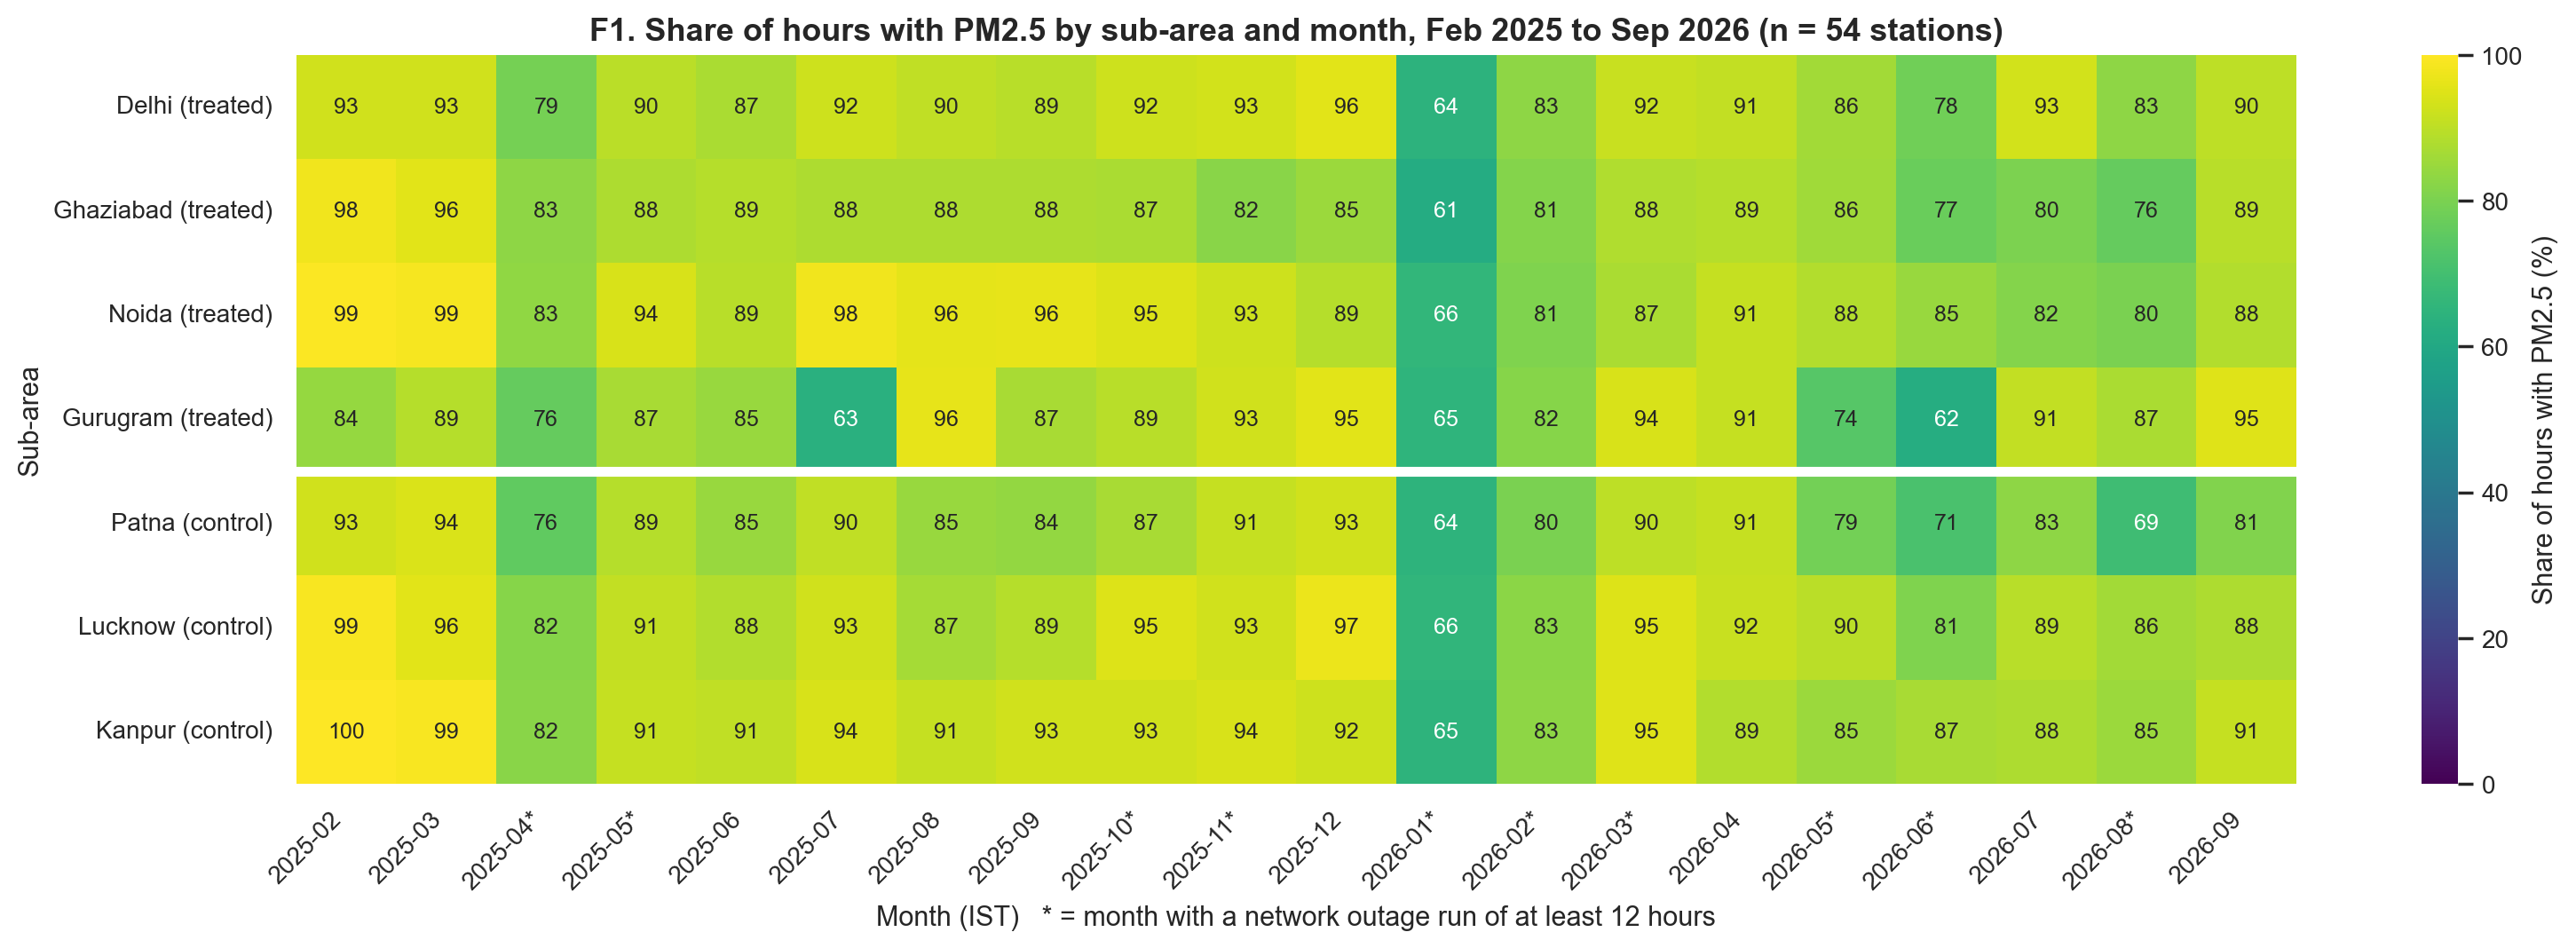 F1. Share of hours with PM2.5 by sub-area and month, Feb 2025 to Sep 2026 (n = 54 stations)
Sub-area
Delhi (treated) 93 93 79 90 87 92 90 89 92 93 96 64 83 92 91 86 78 93 83 90
Ghaziabad (treated) 98 96 83 88 89 88 88 88 87 82 85 61 81 88 89 86 77 80 76 89
Noida (treated) 99 99 83 94 89 98 96 96 95 93 89 66 81 87 91 88 85 82 80 88
Gurugram (treated) 84 89 76 87 85 63 96 87 89 93 95 65 82 94 91 74 62 91 87 95
Patna (control) 93 94 76 89 85 90 85 84 87 91 93 64 80 90 91 79 71 83 69 81
Lucknow (control) 99 96 82 91 88 93 87 89 95 93 97 66 83 95 92 90 81 89 86 88
Kanpur (control) 100 99 82 91 91 94 91 93 93 94 92 65 83 95 89 85 87 88 85 91
2025-02 2025-03 2025-04* 2025-05* 2025-06 2025-07 2025-08 2025-09 2025-10* 2025-11* 2025-12 2026-01* 2026-02* 2026-03* 2026-04 2026-05* 2026-06* 2026-07 2026-08* 2026-09
Month (IST) * = month with a network outage run of at least 12 hours
100
80
60
40
20
0
Share of hours with PM2.5 (%)